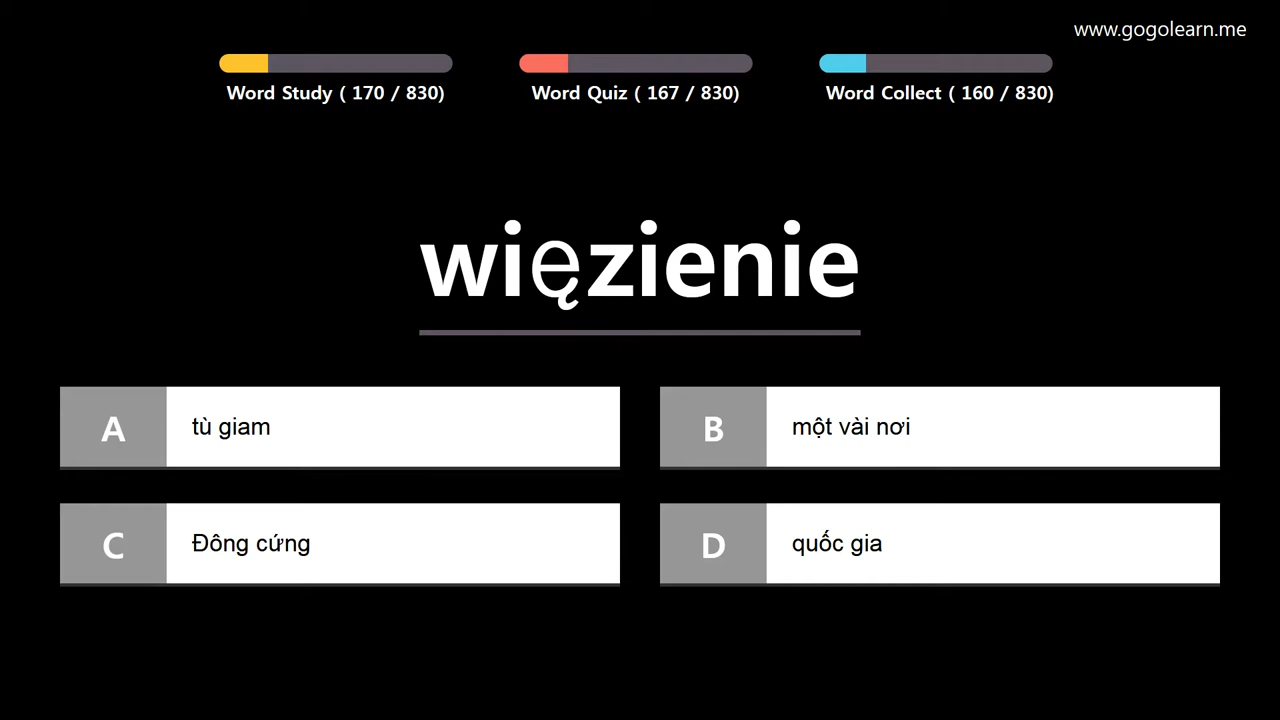 www.gogolearn.me
Word Study ( 170 / 830)
Word Quiz ( 167 / 830)
Word Collect ( 160 / 830)
więzienie
A
tù giam
B
một vài nơi
C
Đông cứng
D
quốc gia